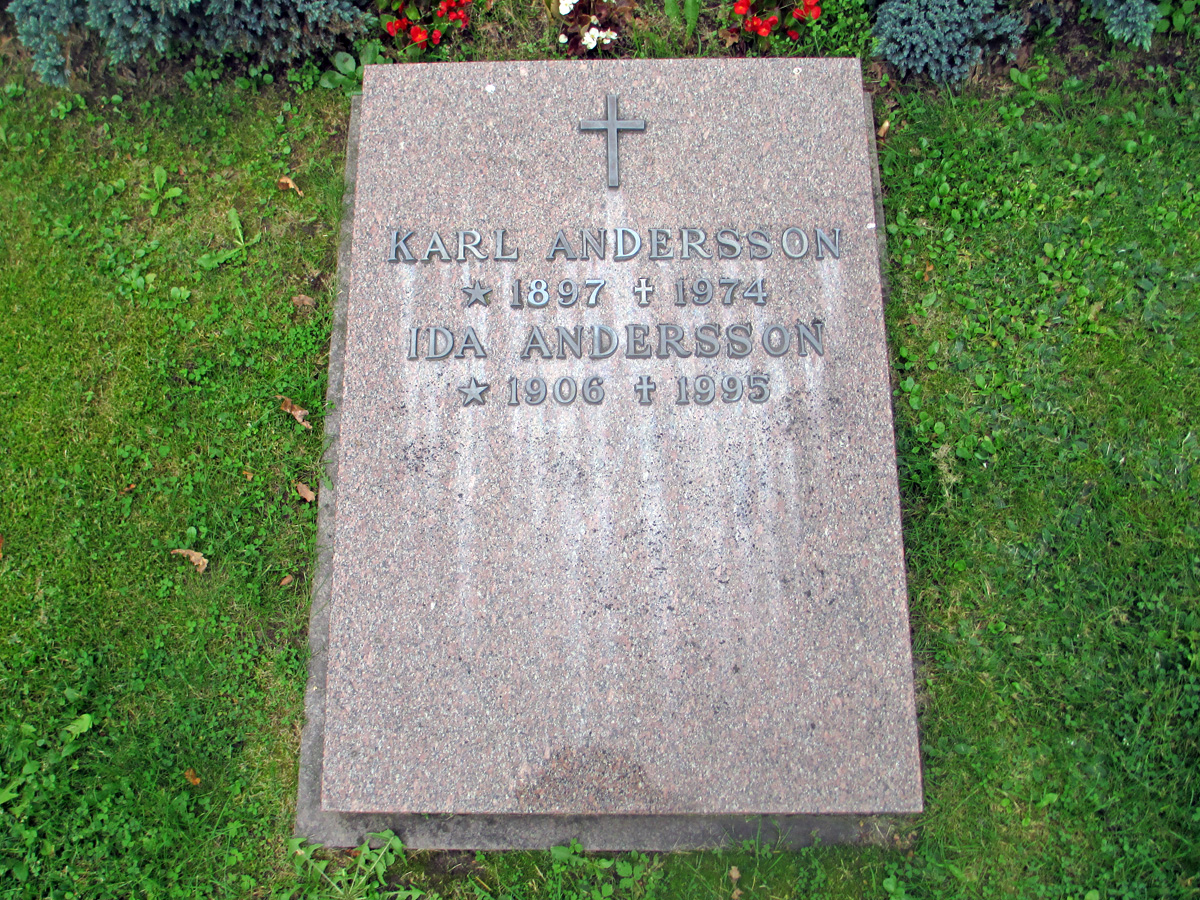 KARL ANDERSSON
★ 1897 ✝ 1974
IDA ANDERSSON
★ 1906 ✝ 1995